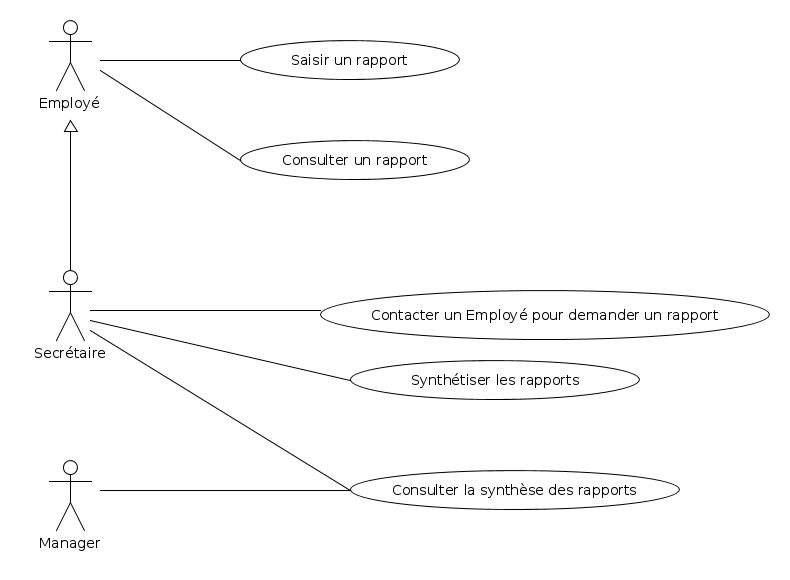 Saisir un rapport
Employé
Consulter un rapport
Contacter un Employé pour demander un rapport
Secrétaire
Synthétiser les rapports
Consulter la synthèse des rapports
Manager